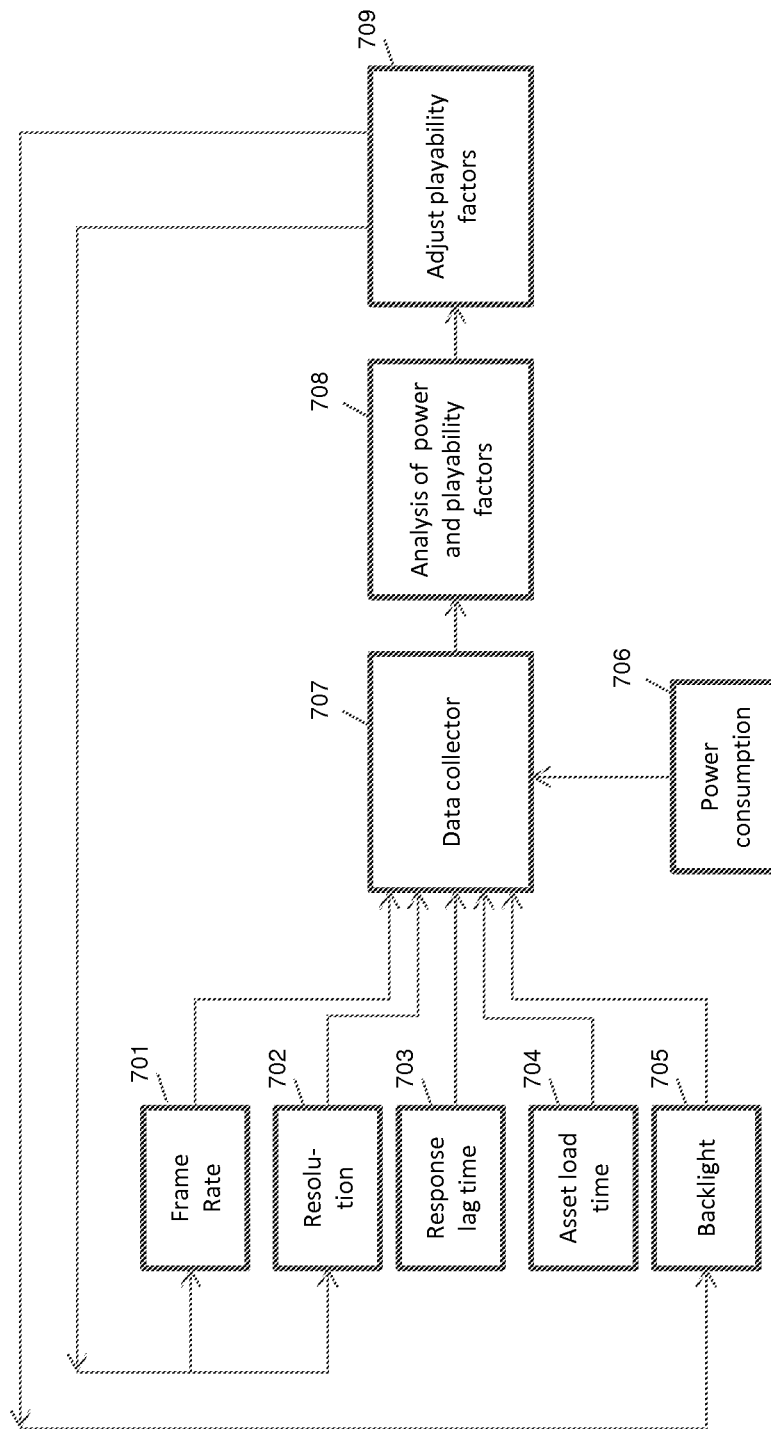 701
Frame
Rate
702
Resolu-
tion
703
Response
lag time
704
Asset load
time
705
Backlight
706
Power
consumption
707
Data collector
708
Analysis of power
and playability
factors
709
Adjust playability
factors